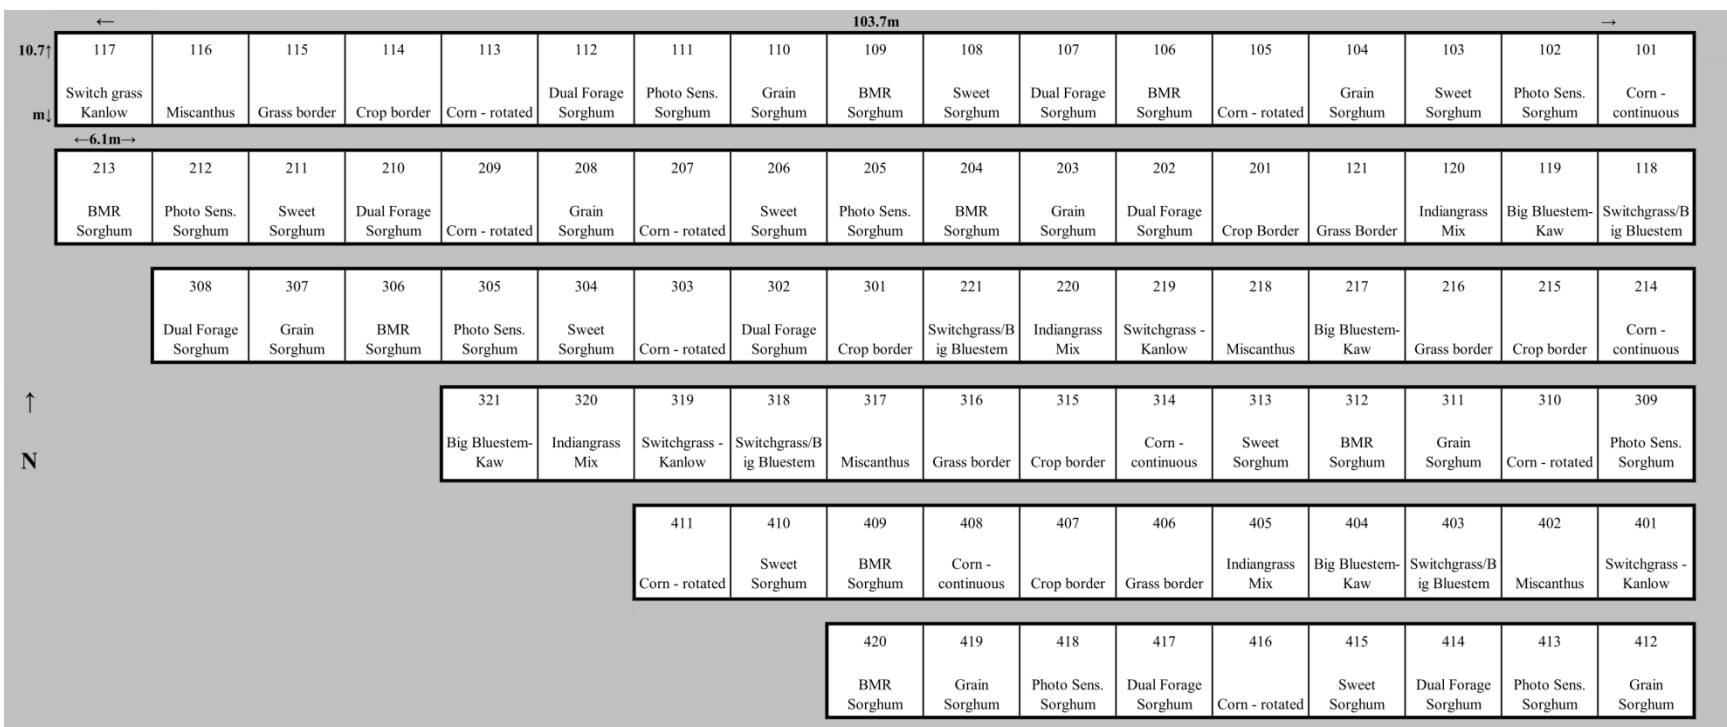 ← 103.7m →
10.7↑ 117 116 115 114 113 112 111 110 109 108 107 106 105 104 103 102 101
Switch grass Dual Forage Photo Sens. Grain BMR Sweet Dual Forage BMR Grain Sweet Photo Sens. Corn -
m↓ Kanlow Miscanthus Grass border Crop border Corn - rotated Sorghum Sorghum Sorghum Sorghum Sorghum Sorghum Sorghum Corn - rotated Sorghum Sorghum Sorghum continuous
←6.1m→
213 212 211 210 209 208 207 206 205 204 203 202 201 121 120 119 118
BMR Photo Sens. Sweet Dual Forage Grain Sweet Photo Sens. BMR Grain Dual Forage Indiangrass Big Bluestem- Switchgrass/B
Sorghum Sorghum Sorghum Sorghum Corn - rotated Sorghum Corn - rotated Sorghum Sorghum Sorghum Sorghum Sorghum Crop Border Grass Border Mix Kaw ig Bluestem
308 307 306 305 304 303 302 301 221 220 219 218 217 216 215 214
Dual Forage Grain BMR Photo Sens. Sweet Dual Forage Switchgrass/B Indiangrass Switchgrass - Big Bluestem- Corn -
Sorghum Sorghum Sorghum Sorghum Sorghum Corn - rotated Sorghum Crop border ig Bluestem Mix Kanlow Miscanthus Kaw Grass border Crop border continuous
↑ 321 320 319 318 317 316 315 314 313 312 311 310 309
Big Bluestem- Indiangrass Switchgrass - Switchgrass/B Corn - Sweet BMR Grain Photo Sens.
N Kaw Mix Kanlow ig Bluestem Miscanthus Grass border Crop border continuous Sorghum Sorghum Sorghum Corn - rotated Sorghum
411 410 409 408 407 406 405 404 403 402 401
Sweet BMR Corn - Indiangrass Big Bluestem- Switchgrass/B Switchgrass -
Corn - rotated Sorghum Sorghum continuous Crop border Grass border Mix Kaw ig Bluestem Miscanthus Kanlow
420 419 418 417 416 415 414 413 412
BMR Grain Photo Sens. Dual Forage Sweet Dual Forage Photo Sens. Grain
Sorghum Sorghum Sorghum Sorghum Corn - rotated Sorghum Sorghum Sorghum Sorghum